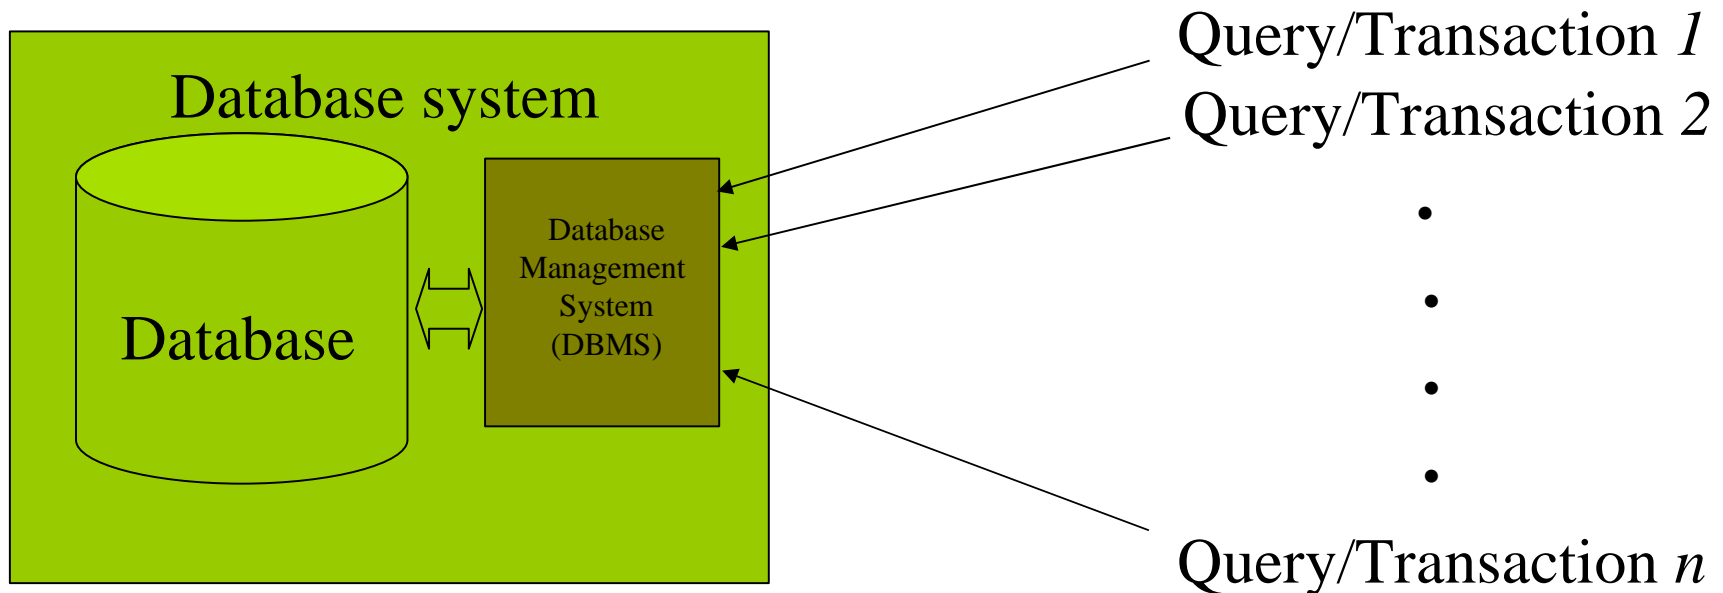 Query/Transaction 1
Database system
Query/Transaction 2
Database
Management
System
(DBMS)
Database
Query/Transaction n